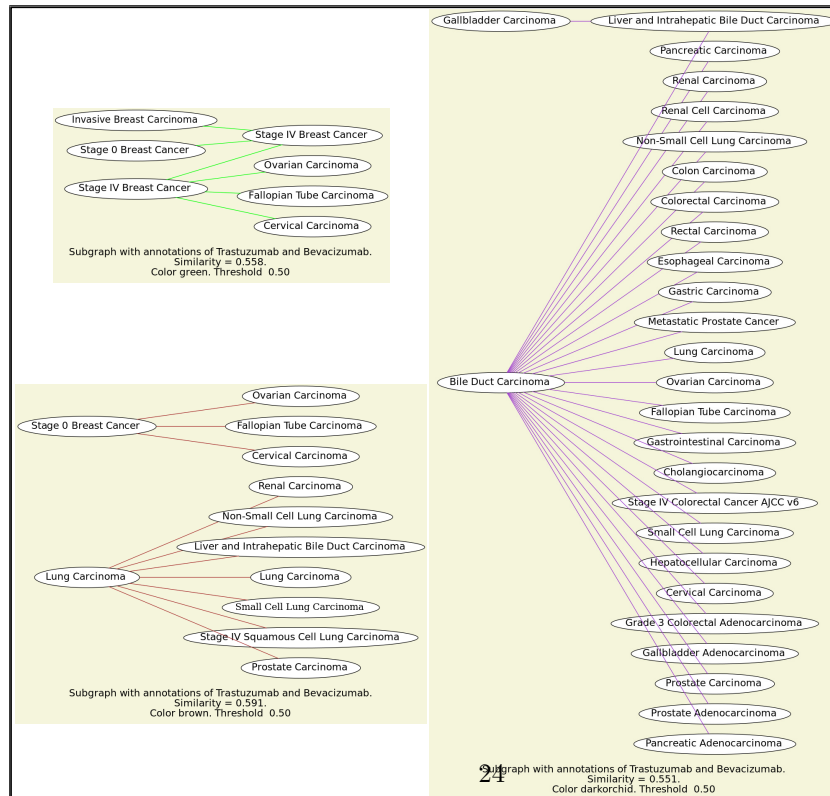 Invasive Breast Carcinoma
Stage IV Breast Cancer
Stage 0 Breast Cancer
Ovarian Carcinoma
Stage IV Breast Cancer
Fallopian Tube Carcinoma
Cervical Carcinoma
Subgraph with annotations of Trastuzumab and Bevacizumab.
Similarity = 0.558.
Color green. Threshold 0.50
Ovarian Carcinoma
Stage 0 Breast Cancer
Fallopian Tube Carcinoma
Cervical Carcinoma
Renal Carcinoma
Non-Small Cell Lung Carcinoma
Liver and Intrahepatic Bile Duct Carcinoma
Lung Carcinoma
Lung Carcinoma
Small Cell Lung Carcinoma
Stage IV Squamous Cell Lung Carcinoma
Prostate Carcinoma
Subgraph with annotations of Trastuzumab and Bevacizumab.
Similarity = 0.591.
Color brown. Threshold 0.50
Gallbladder Carcinoma
Liver and Intrahepatic Bile Duct Carcinoma
Pancreatic Carcinoma
Renal Carcinoma
Renal Cell Carcinoma
Non-Small Cell Lung Carcinoma
Colon Carcinoma
Colorectal Carcinoma
Rectal Carcinoma
Esophageal Carcinoma
Gastric Carcinoma
Metastatic Prostate Cancer
Lung Carcinoma
Bile Duct Carcinoma
Ovarian Carcinoma
Fallopian Tube Carcinoma
Gastrointestinal Carcinoma
Cholangiocarcinoma
Stage IV Colorectal Cancer AJCC v6
Small Cell Lung Carcinoma
Hepatocellular Carcinoma
Cervical Carcinoma
Grade 3 Colorectal Adenocarcinoma
Gallbladder Adenocarcinoma
Prostate Carcinoma
Prostate Adenocarcinoma
Pancreatic Adenocarcinoma
Subgraph with annotations of Trastuzumab and Bevacizumab.
Similarity = 0.551.
Color darkorchid. Threshold 0.50
24